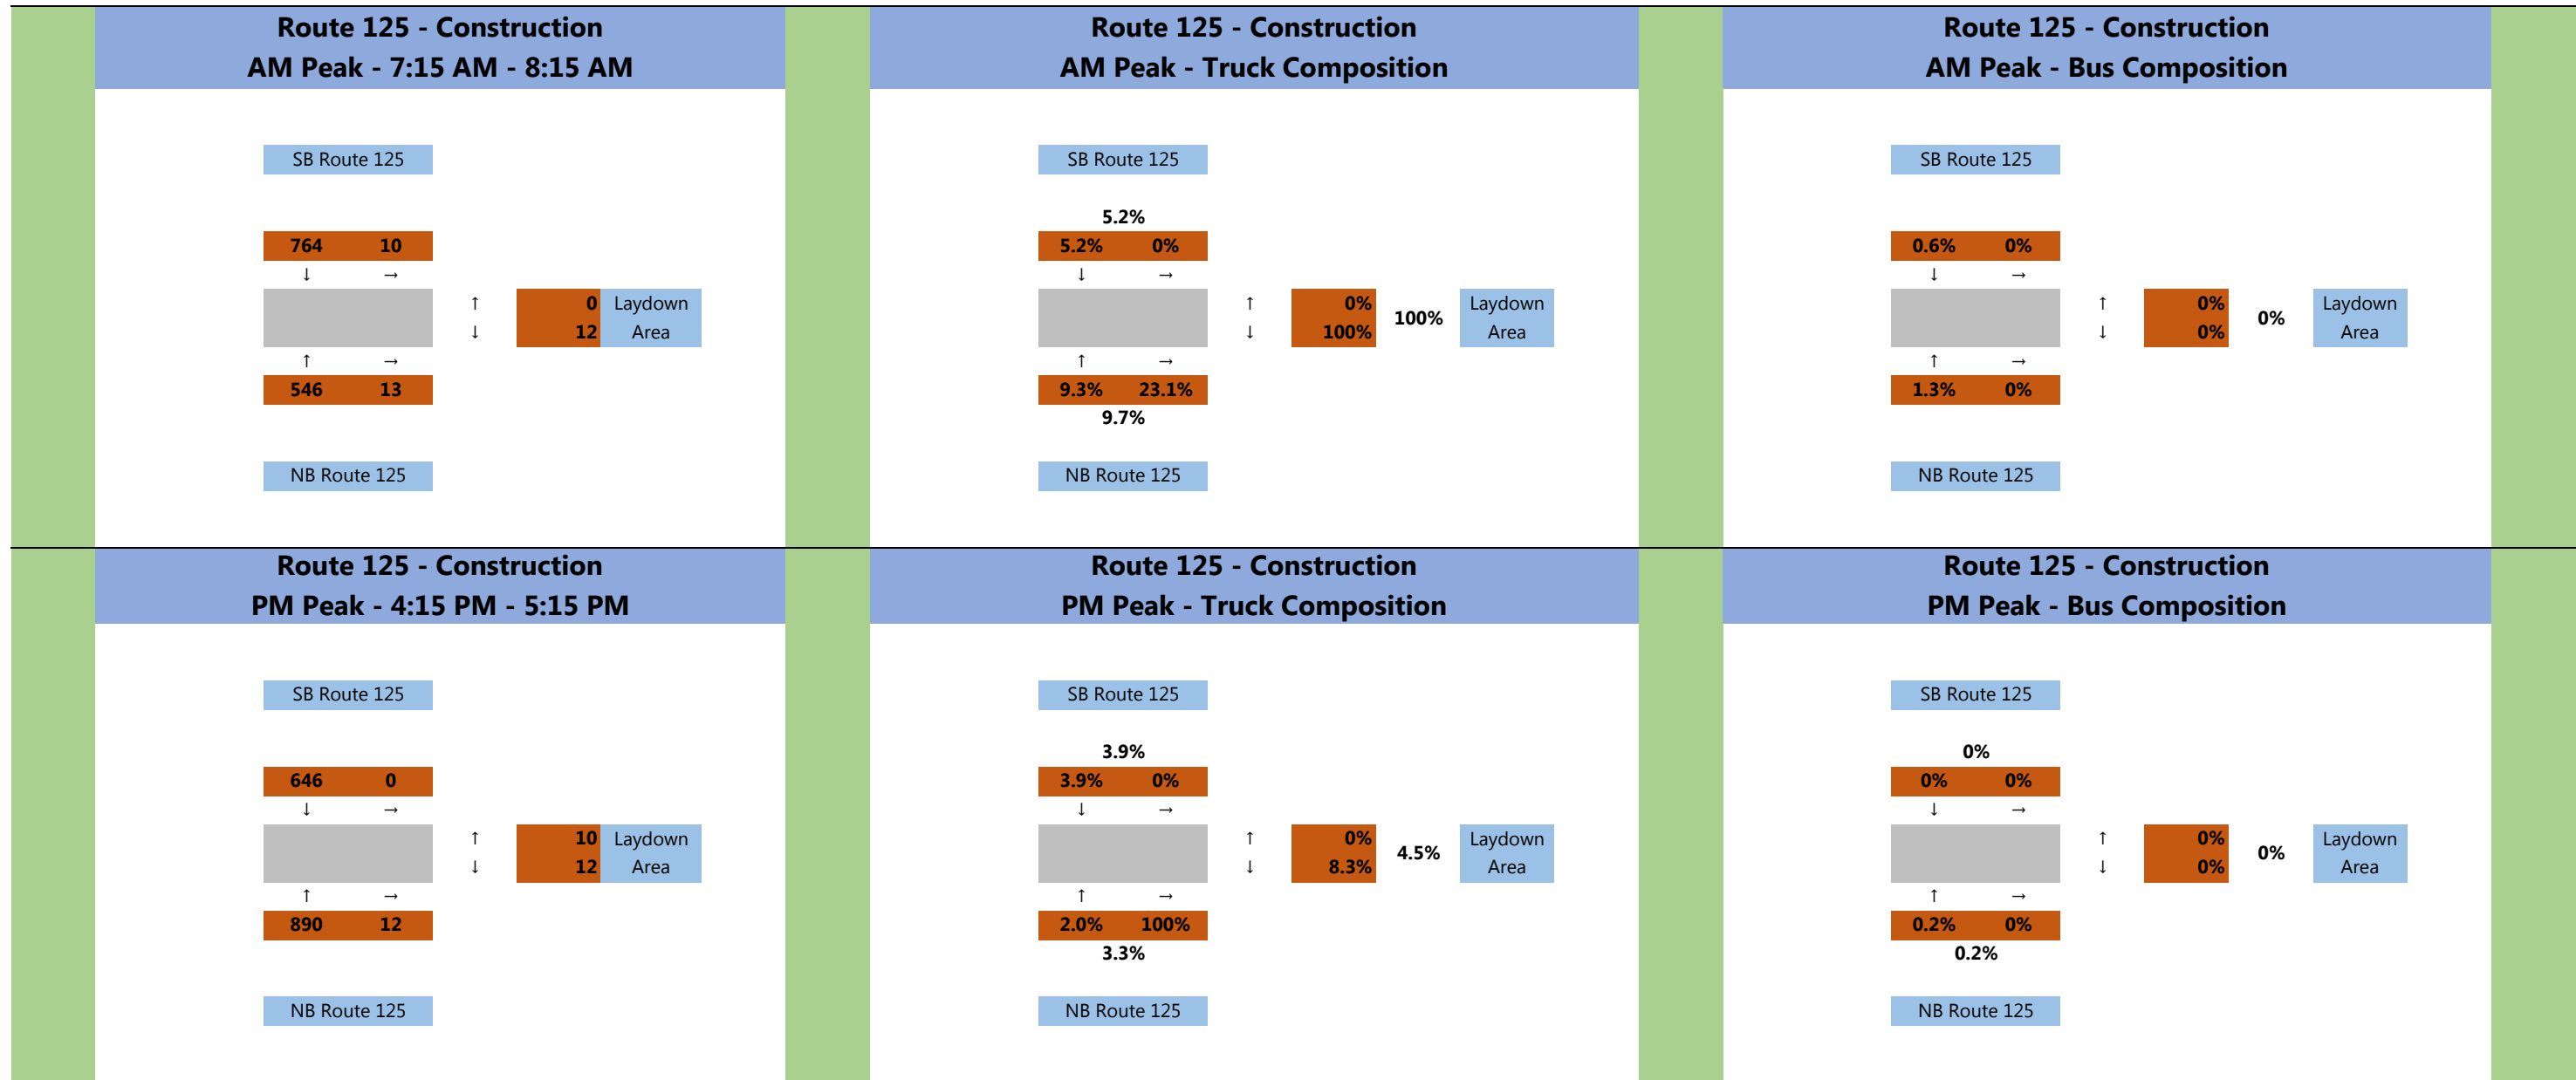 Route 125 - Construction
AM Peak - 7:15 AM - 8:15 AM
SB Route 125
764 10
↓ →
↑ 0 Laydown
↓ 12 Area
↑ →
546 13
NB Route 125
Route 125 - Construction
AM Peak - Truck Composition
SB Route 125
5.2%
5.2% 0%
↓ →
↑ 0% Laydown
100%
↓ 100% Area
↑ →
9.3% 23.1%
9.7%
NB Route 125
Route 125 - Construction
AM Peak - Bus Composition
SB Route 125
0.6% 0%
↓ →
↑ 0% Laydown
0%
↓ 0% Area
↑ →
1.3% 0%
NB Route 125
Route 125 - Construction
PM Peak - 4:15 PM - 5:15 PM
SB Route 125
646 0
↓ →
↑ 10 Laydown
↓ 12 Area
↑ →
890 12
NB Route 125
Route 125 - Construction
PM Peak - Truck Composition
SB Route 125
3.9%
3.9% 0%
↓ →
↑ 0% Laydown
4.5%
↓ 8.3% Area
↑ →
2.0% 100%
3.3%
NB Route 125
Route 125 - Construction
PM Peak - Bus Composition
SB Route 125
0%
0% 0%
↓ →
↑ 0% Laydown
0%
↓ 0% Area
↑ →
0.2% 0%
0.2%
NB Route 125